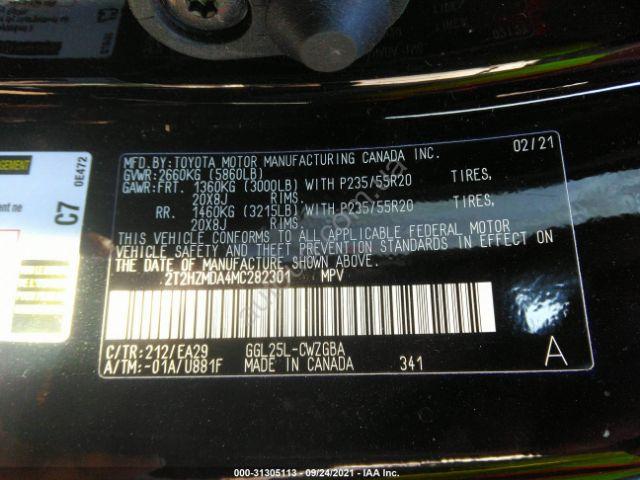 MFD.BY:TOYOTA MOTOR MANUFACTURING CANADA INC. 02/21
GVWR:2660KG (5860LB)
GAWR:FRT. 1360KG (3000LB) WITH P235/55R20 TIRES,
20X8J RIMS.
RR. 1460KG (3215LB) WITH P235/55R20 TIRES,
20X8J RIMS.
THIS VEHICLE CONFORMS TO ALL APPLICABLE FEDERAL MOTOR
VEHICLE SAFETY AND THEFT PREVENTION STANDARDS IN EFFECT ON
THE DATE OF MANUFACTURE SHOWN ABOVE.
2T2HZMDA4MC282301 MPV
C/TR:212/EA29 GGL25L-CWZGBA
A/TM:-01A/U881F MADE IN CANADA 341 A
0E472
C7
000-31305113 - 09/24/2021 - IAA Inc.